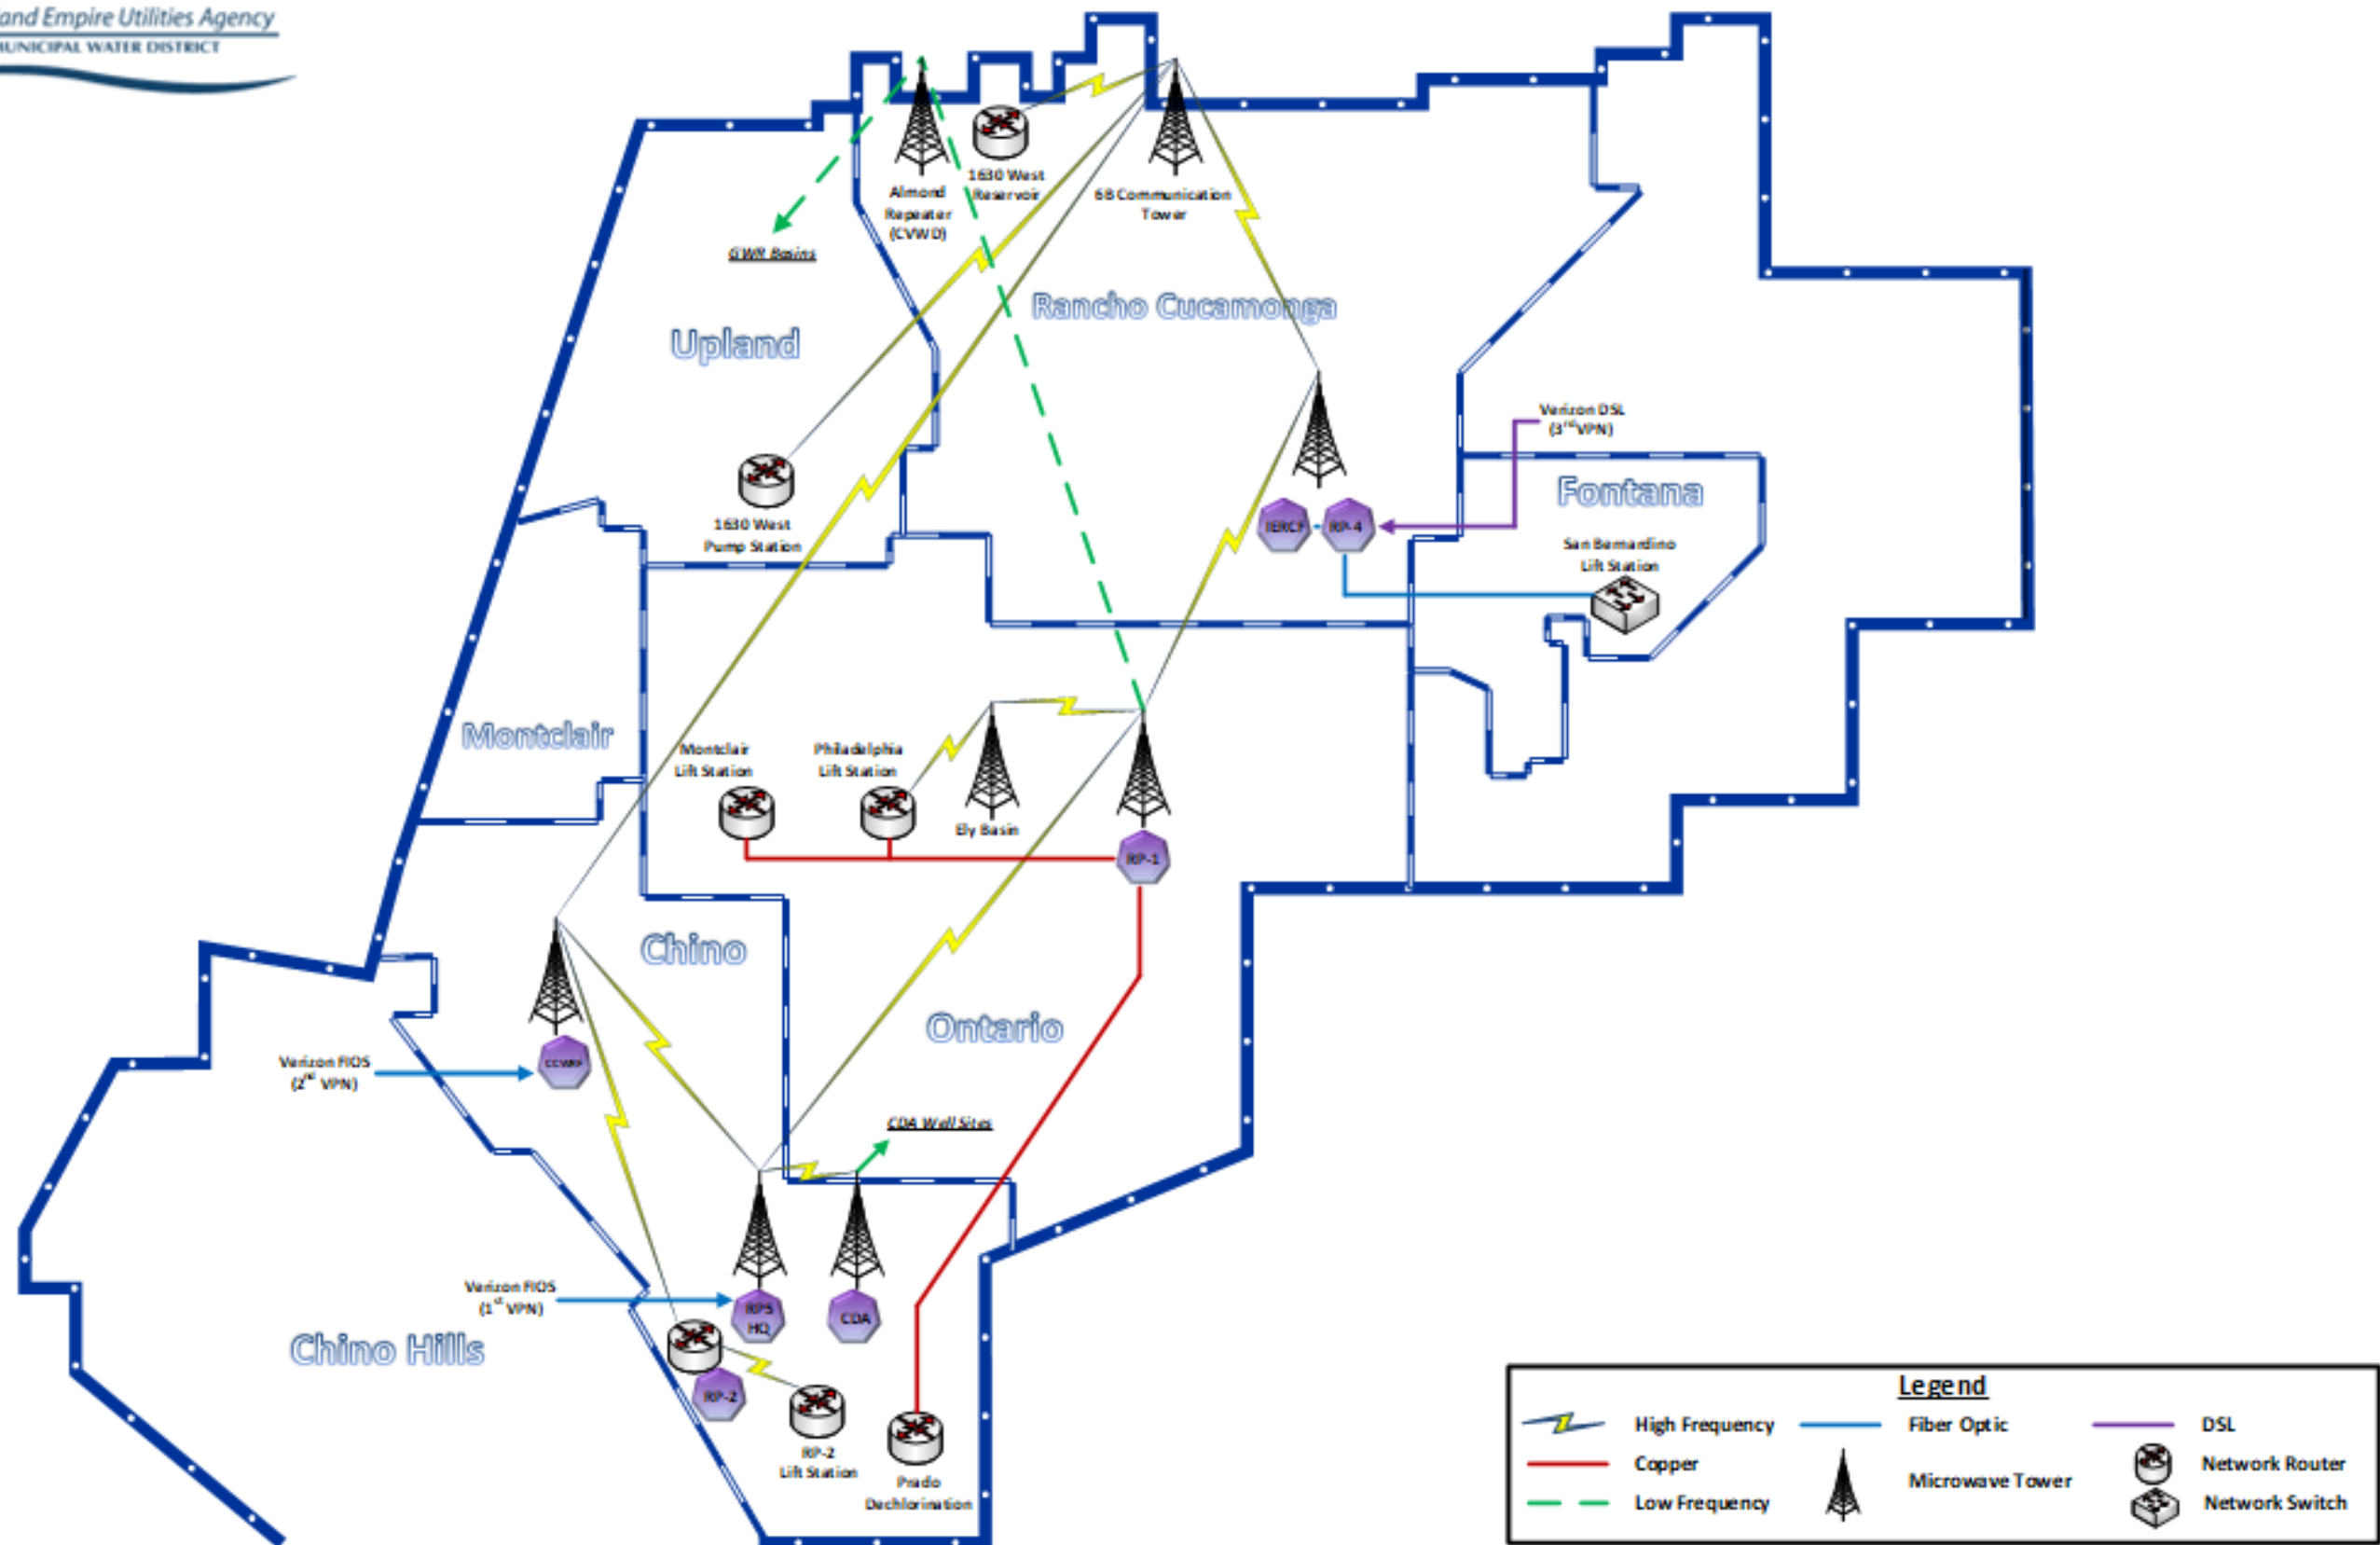 and Empire Utilities Agency
MUNICIPAL WATER DISTRICT
Almond
Repeater
(CVWD)
1630 West
Reservoir
6B Communication
Tower
GWR Basins
Rancho Cucamonga
Upland
Verizon DSL
(3rd VPN)
Fontana
1630 West
Pump Station
IERCF
RP-4
San Bernardino
Lift Station
Montclair
Montclair
Lift Station
Philadelphia
Lift Station
Ely Basin
RP-1
Chino
Ontario
Verizon FIOS
(2nd VPN)
CCWRF
CDA Well Sites
Verizon FIOS
(1st VPN)
RP5
HQ
CDA
Chino Hills
RP-2
RP-2
Lift Station
Prado
Dechlorination
Legend
High Frequency
Fiber Optic
DSL
Copper
Microwave Tower
Network Router
Low Frequency
Network Switch